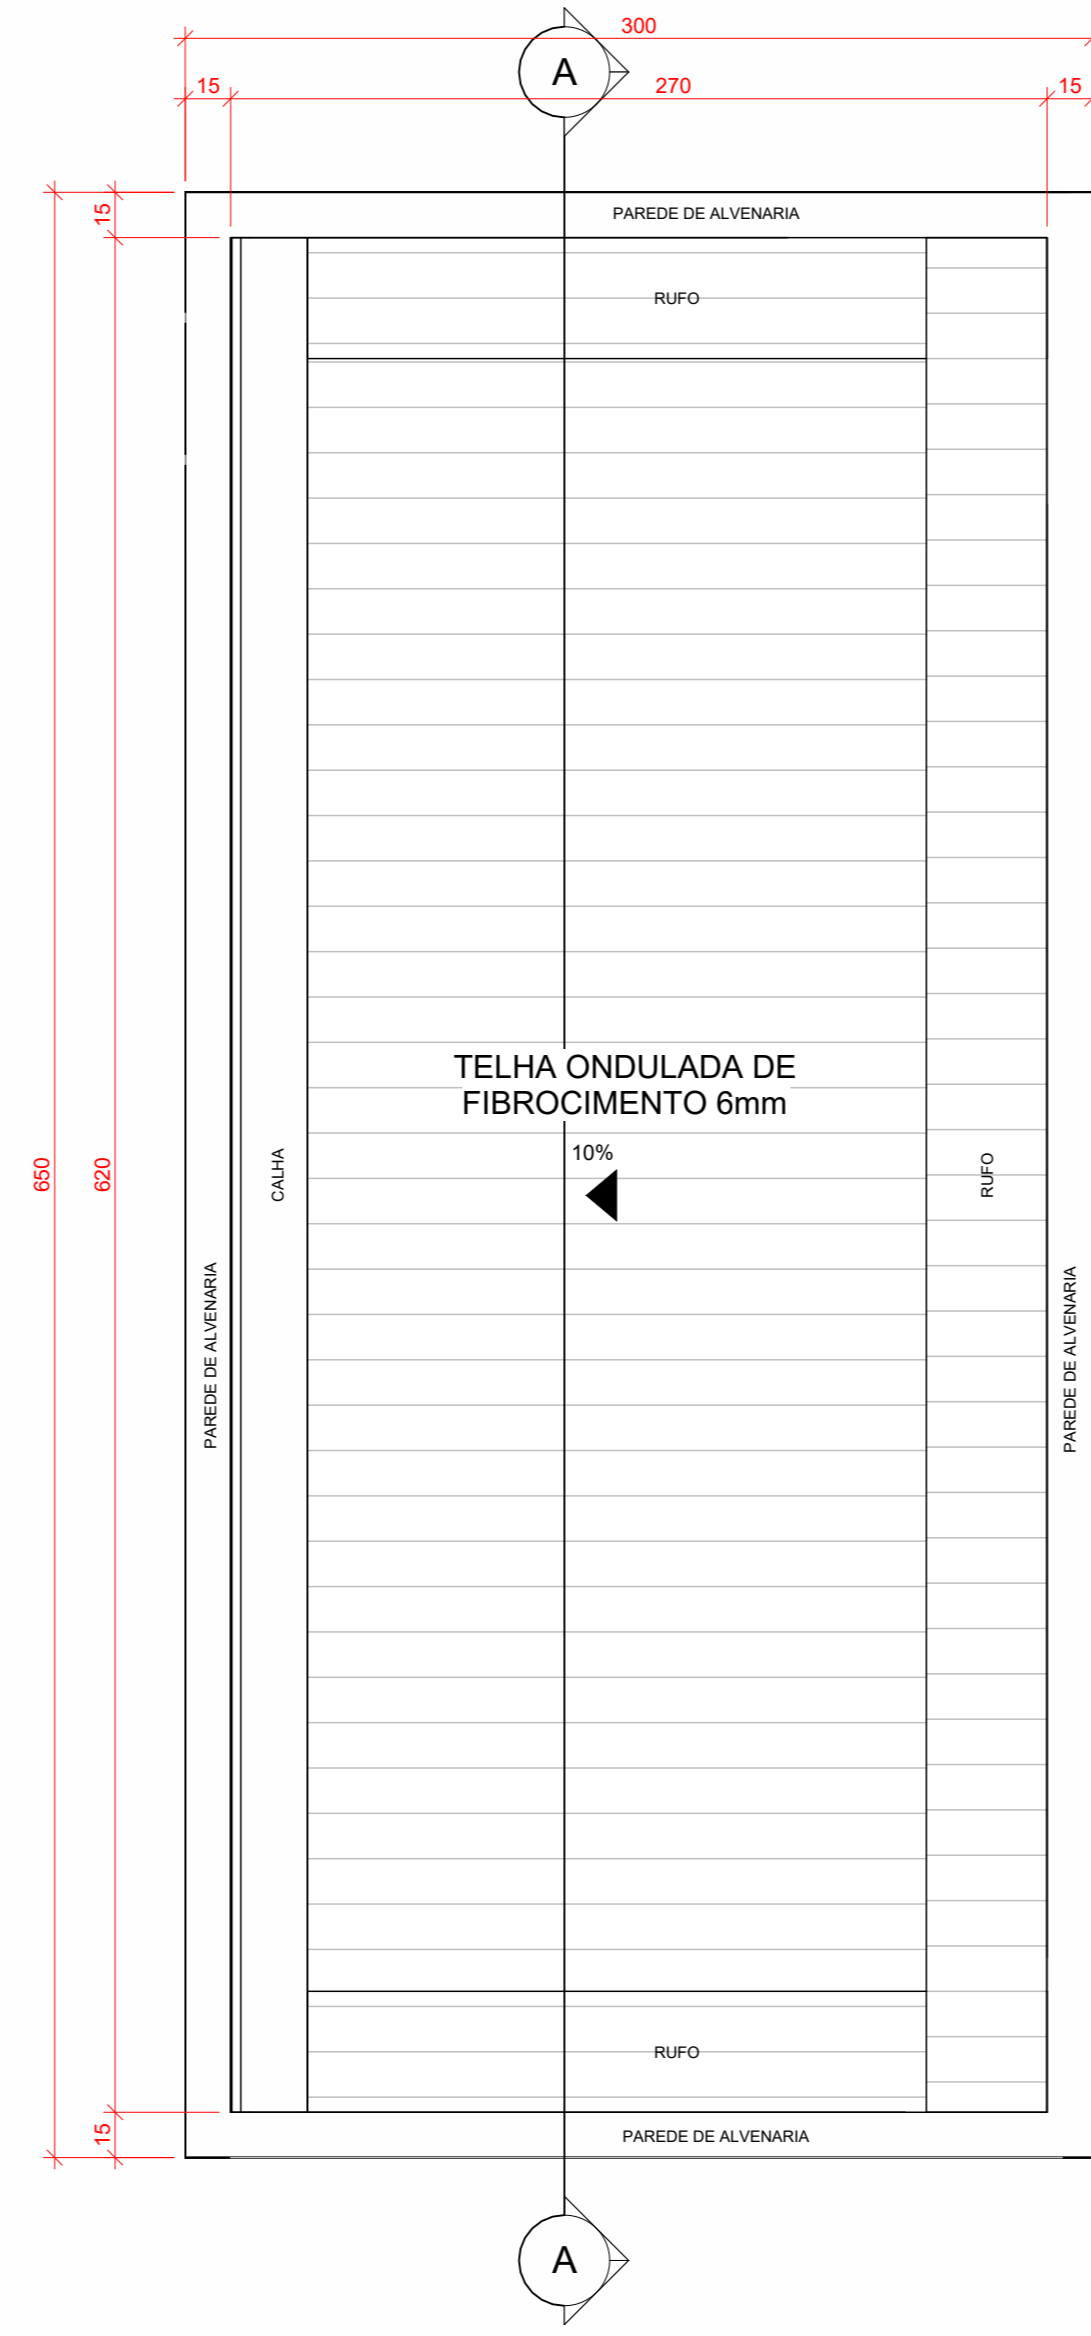 300
A
15
270
15
15
PAREDE DE ALVENARIA
RUFO
TELHA ONDULADA DE
FIBROCIMENTO 6mm
10%
650
620
CALHA
RUFO
PAREDE DE ALVENARIA
PAREDE DE ALVENARIA
RUFO
15
PAREDE DE ALVENARIA
A